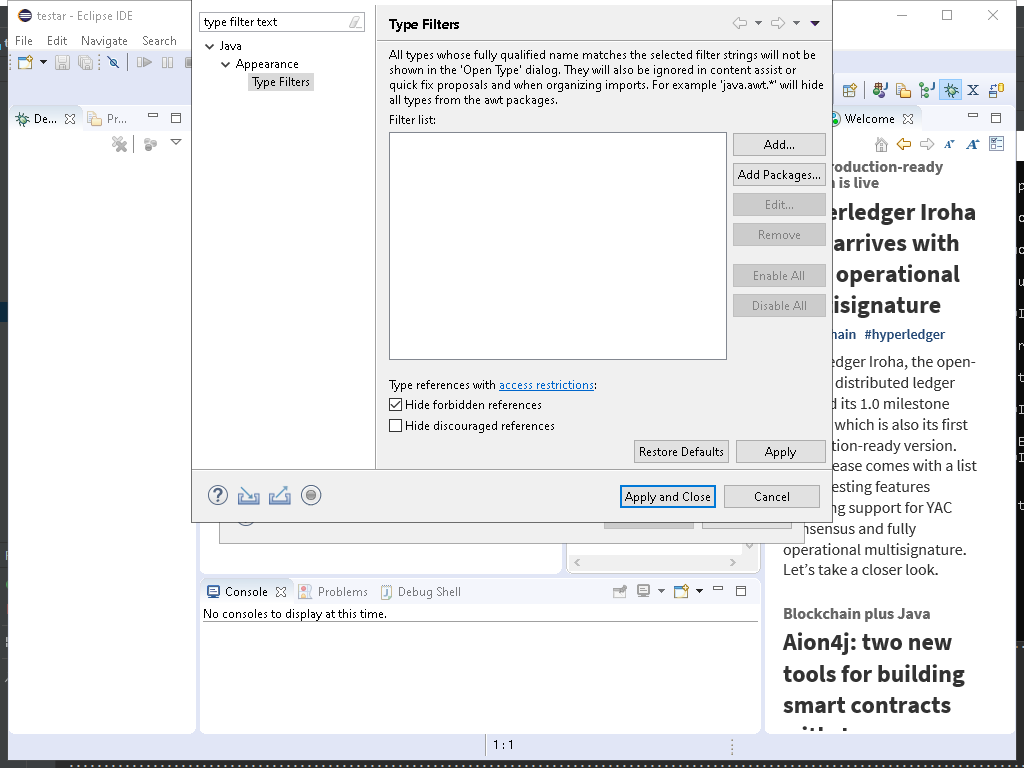 testar - Eclipse IDE
File Edit Navigate Search
De...
Pr...
type filter text
Java
Appearance
Type Filters
Type Filters
All types whose fully qualified name matches the selected filter strings will not be
shown in the 'Open Type' dialog. They will also be ignored in content assist or
quick fix proposals and when organizing imports. For example 'java.awt.*' will hide
all types from the awt packages.
Filter list:
Add...
Add Packages...
Edit...
Remove
Enable All
Disable All
Type references with access restrictions:
Hide forbidden references
Hide discouraged references
Restore Defaults
Apply
Apply and Close
Cancel
Welcome
roduction-ready
is live
erledger Iroha
arrives with
operational
isignature
hain #hyperledger
edger Iroha, the open-
distributed ledger
d its 1.0 milestone
which is also its first
tion-ready version.
ease comes with a list
esting features
g support for YAC
onsensus and fully
operational multisignature.
Let's take a closer look.
Blockchain plus Java
Aion4j: two new
tools for building
smart contracts
Console
Problems
Debug Shell
No consoles to display at this time.
1 : 1